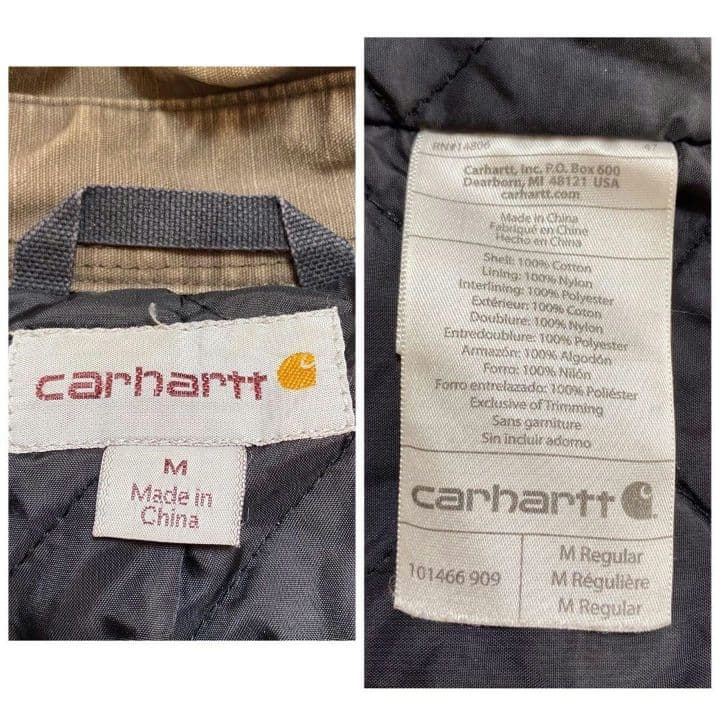 carhartt
M
Made in
China
RN#14806 47
Carhartt, Inc. P.O. Box 600
Dearborn, MI 48121 USA
carhartt.com
Made in China
Fabriqué en Chine
Hecho en China
Shell: 100% Cotton
Lining: 100% Nylon
Interlining: 100% Polyester
Extérieur: 100% Coton
Doublure: 100% Nylon
Entredoublure: 100% Polyester
Armazón: 100% Algodón
Forro: 100% Nilón
Forro entrelazado: 100% Poliéster
Exclusive of Trimming
Sans garniture
Sin incluir adorno
carhartt
101466 909
M Regular
M Régulière
M Regular